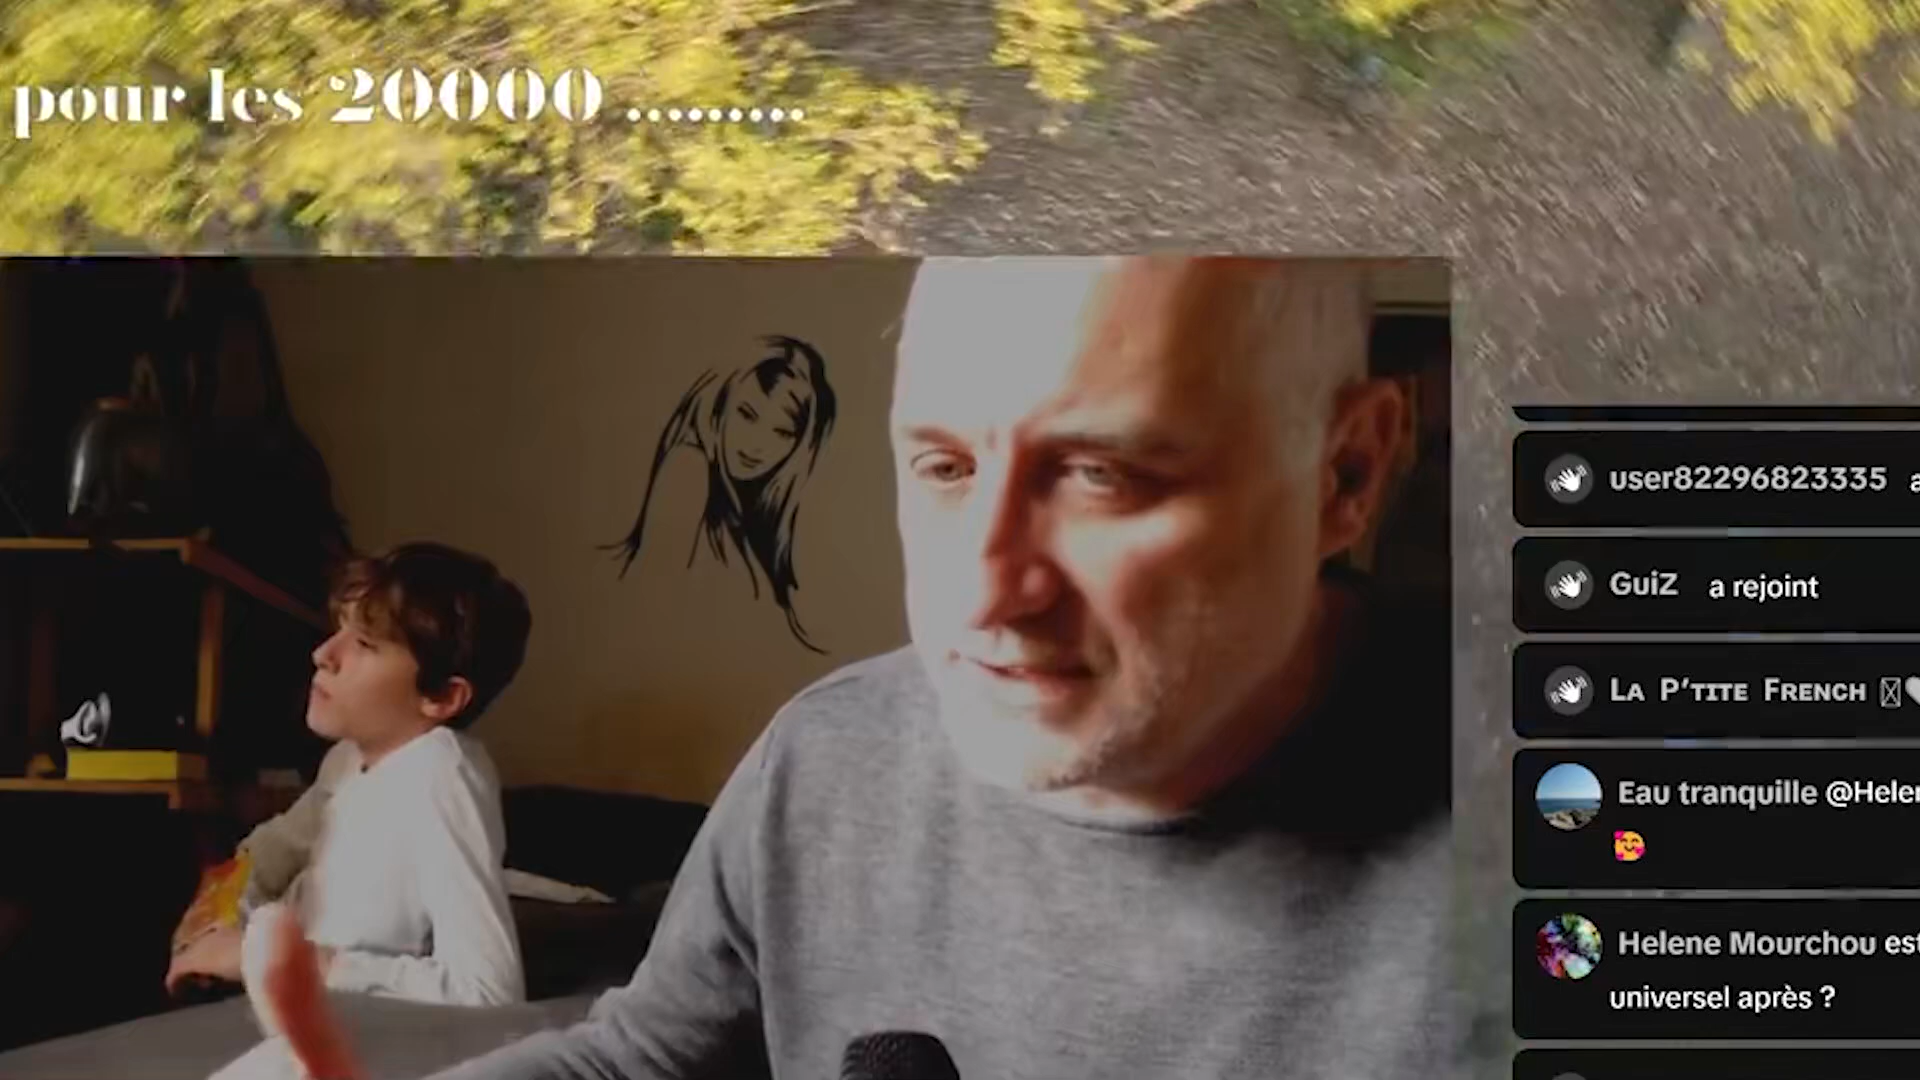 pour les 20000 .........
user82296823335
GuiZ a rejoint
La P'tite French
Eau tranquille
Helene Mourchou
universel après ?